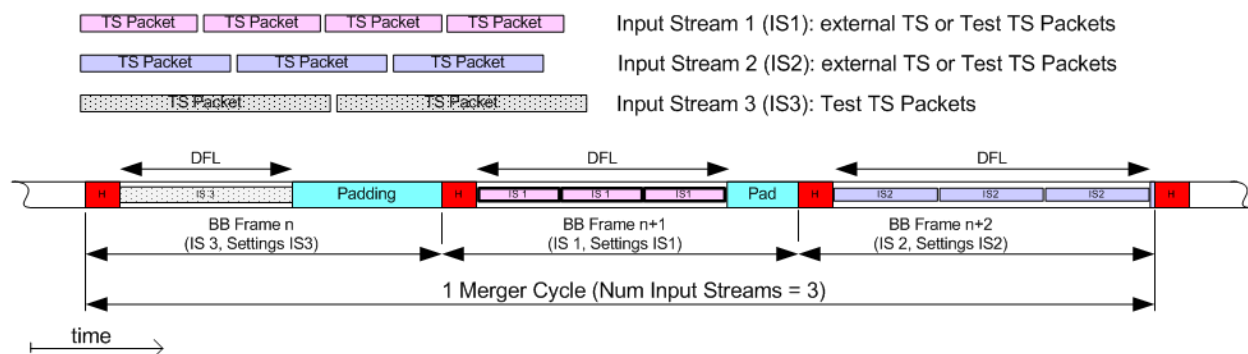 TS Packet TS Packet TS Packet TS Packet Input Stream 1 (IS1): external TS or Test TS Packets
TS Packet TS Packet TS Packet Input Stream 2 (IS2): external TS or Test TS Packets
TS Packet TS Packet Input Stream 3 (IS3): Test TS Packets
DFL DFL DFL
H IS 3 Padding H IS 1 IS 1 IS1 Pad H IS2 IS2 IS2 H
BB Frame n BB Frame n+1 BB Frame n+2
(IS 3, Settings IS3) (IS 1, Settings IS1) (IS 2, Settings IS2)
1 Merger Cycle (Num Input Streams = 3)
time